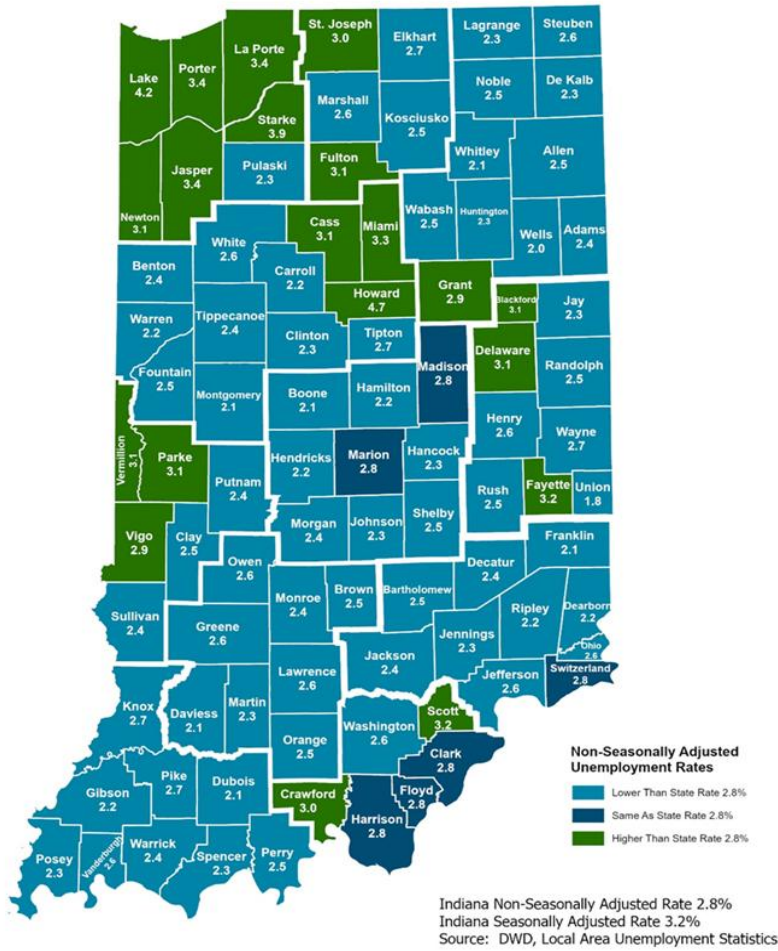 St. Joseph
3.0
Elkhart
2.7
Lagrange
2.3
Steuben
2.6
Lake
4.2
Porter
3.4
La Porte
3.4
Noble
2.5
De Kalb
2.3
Marshall
2.6
Kosciusko
2.5
Starke
3.9
Whitley
2.1
Allen
2.5
Jasper
3.4
Pulaski
2.3
Fulton
3.1
Newton
3.1
Wabash
2.5
Huntington
2.3
Wells
2.0
Adams
2.4
White
2.6
Cass
3.1
Miami
3.3
Benton
2.4
Carroll
2.2
Howard
4.7
Grant
2.9
Blackford
3.1
Jay
2.3
Warren
2.2
Tippecanoe
2.4
Clinton
2.3
Tipton
2.7
Madison
2.8
Delaware
3.1
Randolph
2.5
Fountain
2.5
Montgomery
2.1
Boone
2.1
Hamilton
2.2
Henry
2.6
Wayne
2.7
Vermillion
3.1
Parke
3.1
Putnam
2.4
Hendricks
2.2
Marion
2.8
Hancock
2.3
Rush
2.5
Fayette
3.2
Union
1.8
Vigo
2.9
Clay
2.5
Morgan
2.4
Johnson
2.3
Shelby
2.5
Franklin
2.1
Owen
2.6
Monroe
2.4
Brown
2.5
Bartholomew
2.5
Decatur
2.4
Sullivan
2.4
Greene
2.6
Ripley
2.2
Dearborn
2.2
Jennings
2.3
Ohio
2.6
Jackson
2.4
Lawrence
2.6
Jefferson
2.6
Switzerland
2.8
Knox
2.7
Daviess
2.1
Martin
2.3
Orange
2.5
Washington
2.6
Scott
3.2
Clark
2.8
Gibson
2.2
Pike
2.7
Dubois
2.1
Crawford
3.0
Harrison
2.8
Floyd
2.8
Posey
2.3
Vanderburgh
2.6
Warrick
2.4
Spencer
2.3
Perry
2.5
Non-Seasonally Adjusted
Unemployment Rates
Lower Than State Rate 2.8%
Same As State Rate 2.8%
Higher Than State Rate 2.8%
Indiana Non-Seasonally Adjusted Rate 2.8%
Indiana Seasonally Adjusted Rate 3.2%
Source: DWD, Local Area Unemployment Statistics